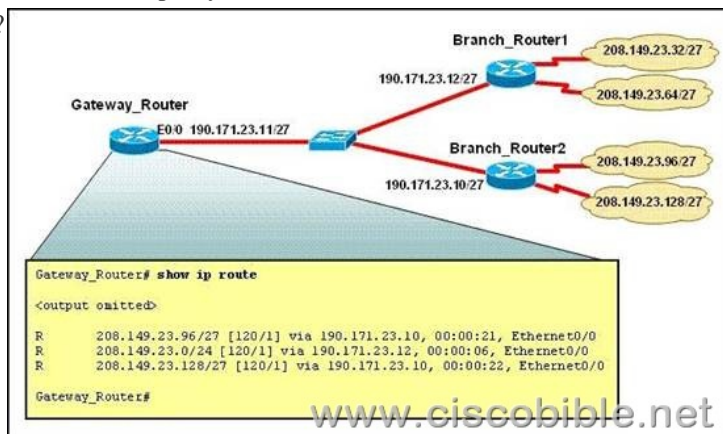 ?
Branch_Router1
208.149.23.32/27
190.171.23.12/27
208.149.23.64/27
Gateway_Router
E0/0 190.171.23.11/27
Branch_Router2
208.149.23.96/27
190.171.23.10/27
208.149.23.128/27
Gateway_Router# show ip route
<output omitted>
R 208.149.23.96/27 [120/1] via 190.171.23.10, 00:00:21, Ethernet0/0
R 208.149.23.0/24 [120/1] via 190.171.23.12, 00:00:06, Ethernet0/0
R 208.149.23.128/27 [120/1] via 190.171.23.10, 00:00:22, Ethernet0/0
Gateway_Router#
www.ciscobible.net